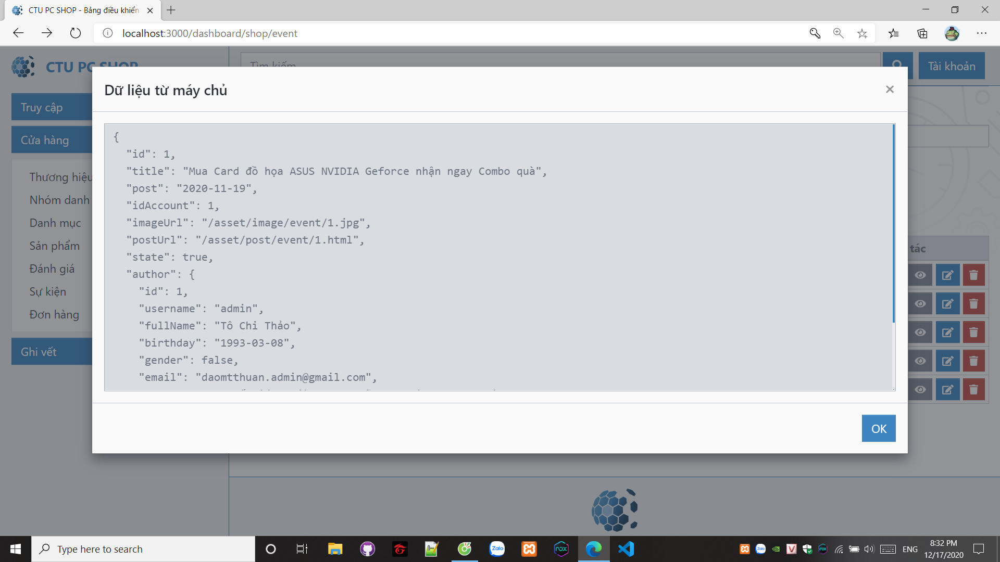 CTU PC SHOP - Bảng điều khiển
localhost:3000/dashboard/shop/event
CTU PC SHOP
Tìm kiếm
Tài khoản
Truy cập
Cửa hàng
Thương hiệu
Nhóm danh
Danh mục
Sản phẩm
Đánh giá
Sự kiện
Đơn hàng
Ghi vết
tác
Dữ liệu từ máy chủ
{
"id": 1,
"title": "Mua Card đồ họa ASUS NVIDIA Geforce nhận ngay Combo quà",
"post": "2020-11-19",
"idAccount": 1,
"imageUrl": "/asset/image/event/1.jpg",
"postUrl": "/asset/post/event/1.html",
"state": true,
"author": {
"id": 1,
"username": "admin",
"fullName": "Tô Chi Thảo",
"birthday": "1993-03-08",
"gender": false,
"email": "daomtthuan.admin@gmail.com",
OK
Type here to search
Zalo
nox
ENG
8:32 PM
12/17/2020